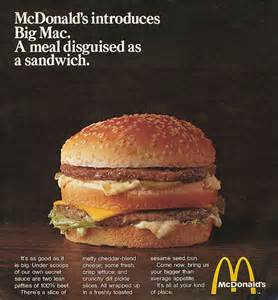 McDonald's introduces
Big Mac.
A meal disguised as
a sandwich.
It's as good as it
is big. Under scoops
of our own secret
sauce are two lean
patties of 100% beef.
There's a slice of
melty cheddar-blend
cheese; some fresh,
crisp lettuce; and
crunchy dill pickle
slices. All wrapped up
in a freshly toasted
sesame seed bun.
Come now, bring us
your bigger than
average appetite.
It's all at your kind
of place.
McDonald's